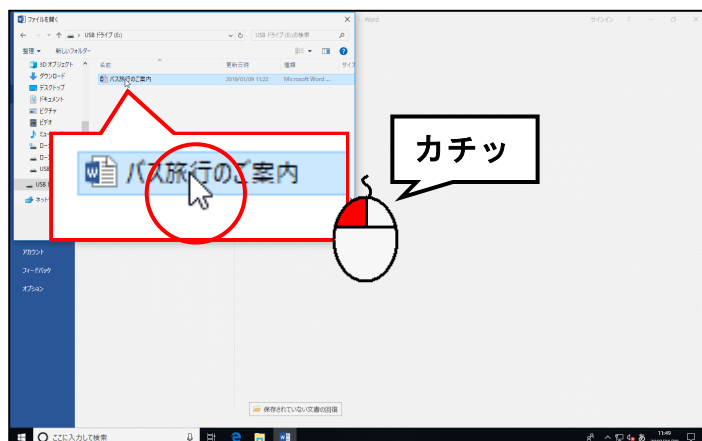 ファイルを開く
Word
サインイン ?
USB ドライブ (E:)
USB ドライブ (E:)の検索
整理 新しいフォルダー
名前 更新日時 種類 サイズ
3D オブジェクト
バス旅行のご案内 2019/01/09 11:22 Microsoft Word ...
ダウンロード
デスクトップ
ドキュメント
ピクチャ
ビデオ
バス旅行のご案内
カチッ
アカウント
フィードバック
オプション
保存されていない文書の回復
ここに入力して検索
あ 11:49